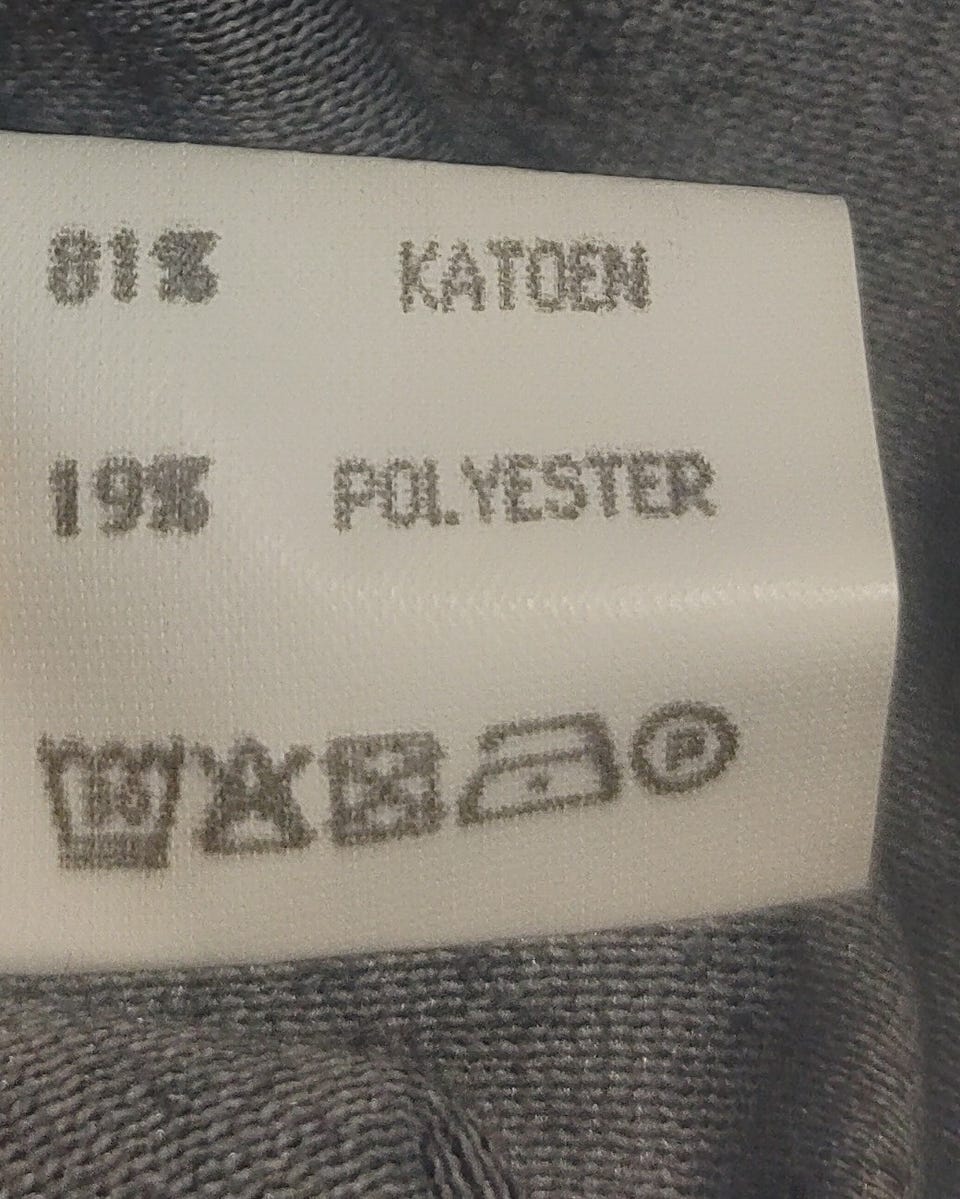 81% KATOEN
19% POLYESTER
P